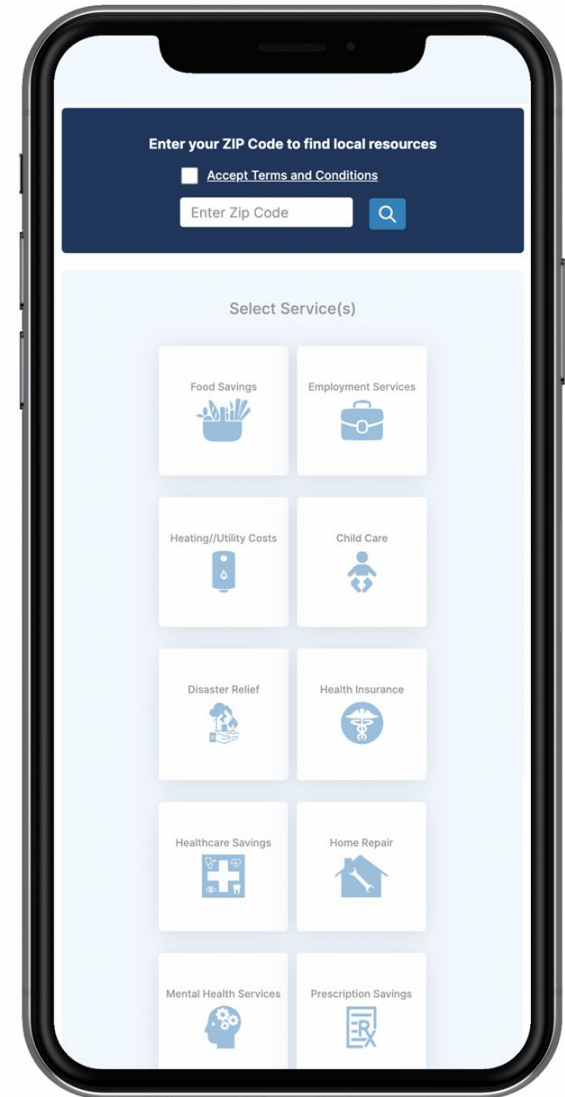 Enter your ZIP Code to find local resources
Accept Terms and Conditions
Enter Zip Code
Select Service(s)
Food Savings
Employment Services
Heating//Utility Costs
Child Care
Disaster Relief
Health Insurance
Healthcare Savings
Home Repair
Mental Health Services
Prescription Savings
RX